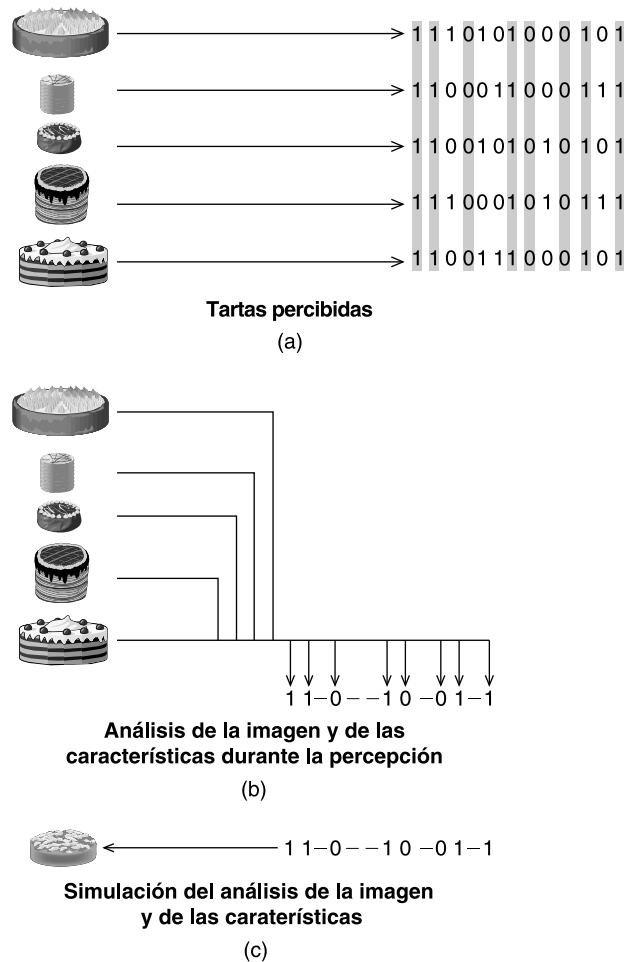 1 1 1 0 1 0 1 0 0 0 1 0 1
1 1 0 0 0 1 1 0 0 0 1 1 1
1 1 0 0 1 0 1 0 1 0 1 0 1
1 1 1 0 0 0 1 0 1 0 1 1 1
1 1 0 0 1 1 1 0 0 0 1 0 1
Tartas percibidas
(a)
1 1–0––1 0 –0 1–1
Análisis de la imagen y de las
características durante la percepción
(b)
1 1–0––1 0 –0 1–1
Simulación del análisis de la imagen
y de las caraterísticas
(c)